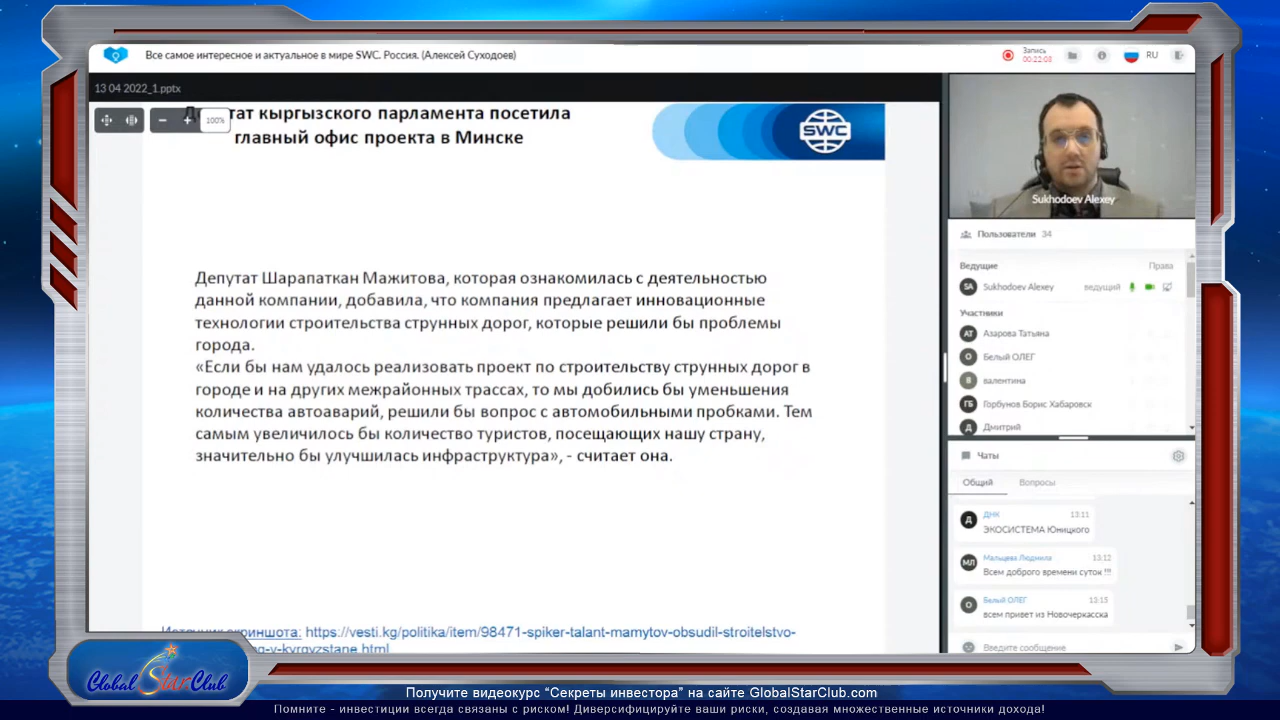 Все самое интересное и актуальное в мире SWC. Россия. (Алексей Суходоев)
Запись
00:22:03
RU
13 04 2022_1.pptx
100%
тат кыргызского парламента посетила
главный офис проекта в Минске
SWC
Депутат Шарапаткан Мажитова, которая ознакомилась с деятельностью
данной компании, добавила, что компания предлагает инновационные
технологии строительства струнных дорог, которые решили бы проблемы
города.
«Если бы нам удалось реализовать проект по строительству струнных дорог в
городе и на других межрайонных трассах, то мы добились бы уменьшения
количества автоаварий, решили бы вопрос с автомобильными пробками. Тем
самым увеличилось бы количество туристов, посещающих нашу страну,
значительно бы улучшилась инфраструктура», - считает она.
Источник скриншота: https://vesti.kg/politika/item/98471-spiker-talant-mamytov-obsudil-stroitelstvo-
-v-kyrgyzstane.html
Sukhodoev Alexey
Пользователи 34
Ведущие Права
SA Sukhodoev Alexey ведущий
Участники
АТ Азарова Татьяна
О Белый ОЛЕГ
В валентина
ГБ Горбунов Борис Хабаровск
Д Дмитрий
Чаты
Общий Вопросы
Д ДНК 13:11
ЭКОСИСТЕМА Юницкого
МЛ Мальцева Людмила 13:12
Всем доброго времени суток !!!
О Белый ОЛЕГ 13:15
всем привет из Новочеркасска
Введите сообщение
Global Star Club
Получите видеокурс “Секреты инвестора” на сайте GlobalStarClub.com
Помните - инвестиции всегда связаны с риском! Диверсифицируйте ваши риски, создавая множественные источники дохода!